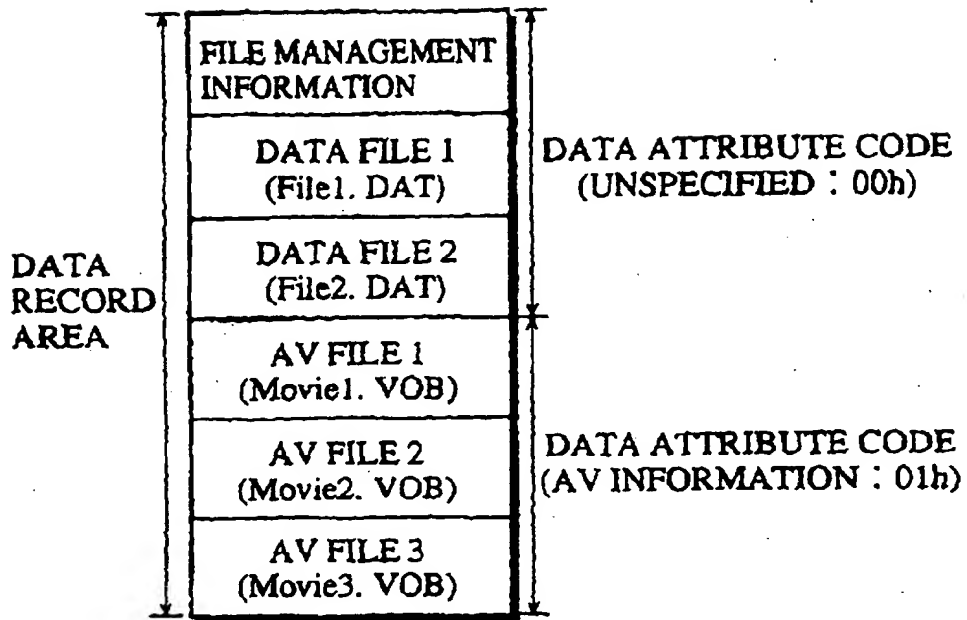 FILE MANAGEMENT
INFORMATION
DATA FILE 1
(File1. DAT)
DATA FILE 2
(File2. DAT)
AV FILE 1
(Movie1. VOB)
AV FILE 2
(Movie2. VOB)
AV FILE 3
(Movie3. VOB)
DATA
RECORD
AREA
DATA ATTRIBUTE CODE
(UNSPECIFIED : 00h)
DATA ATTRIBUTE CODE
(AV INFORMATION : 01h)